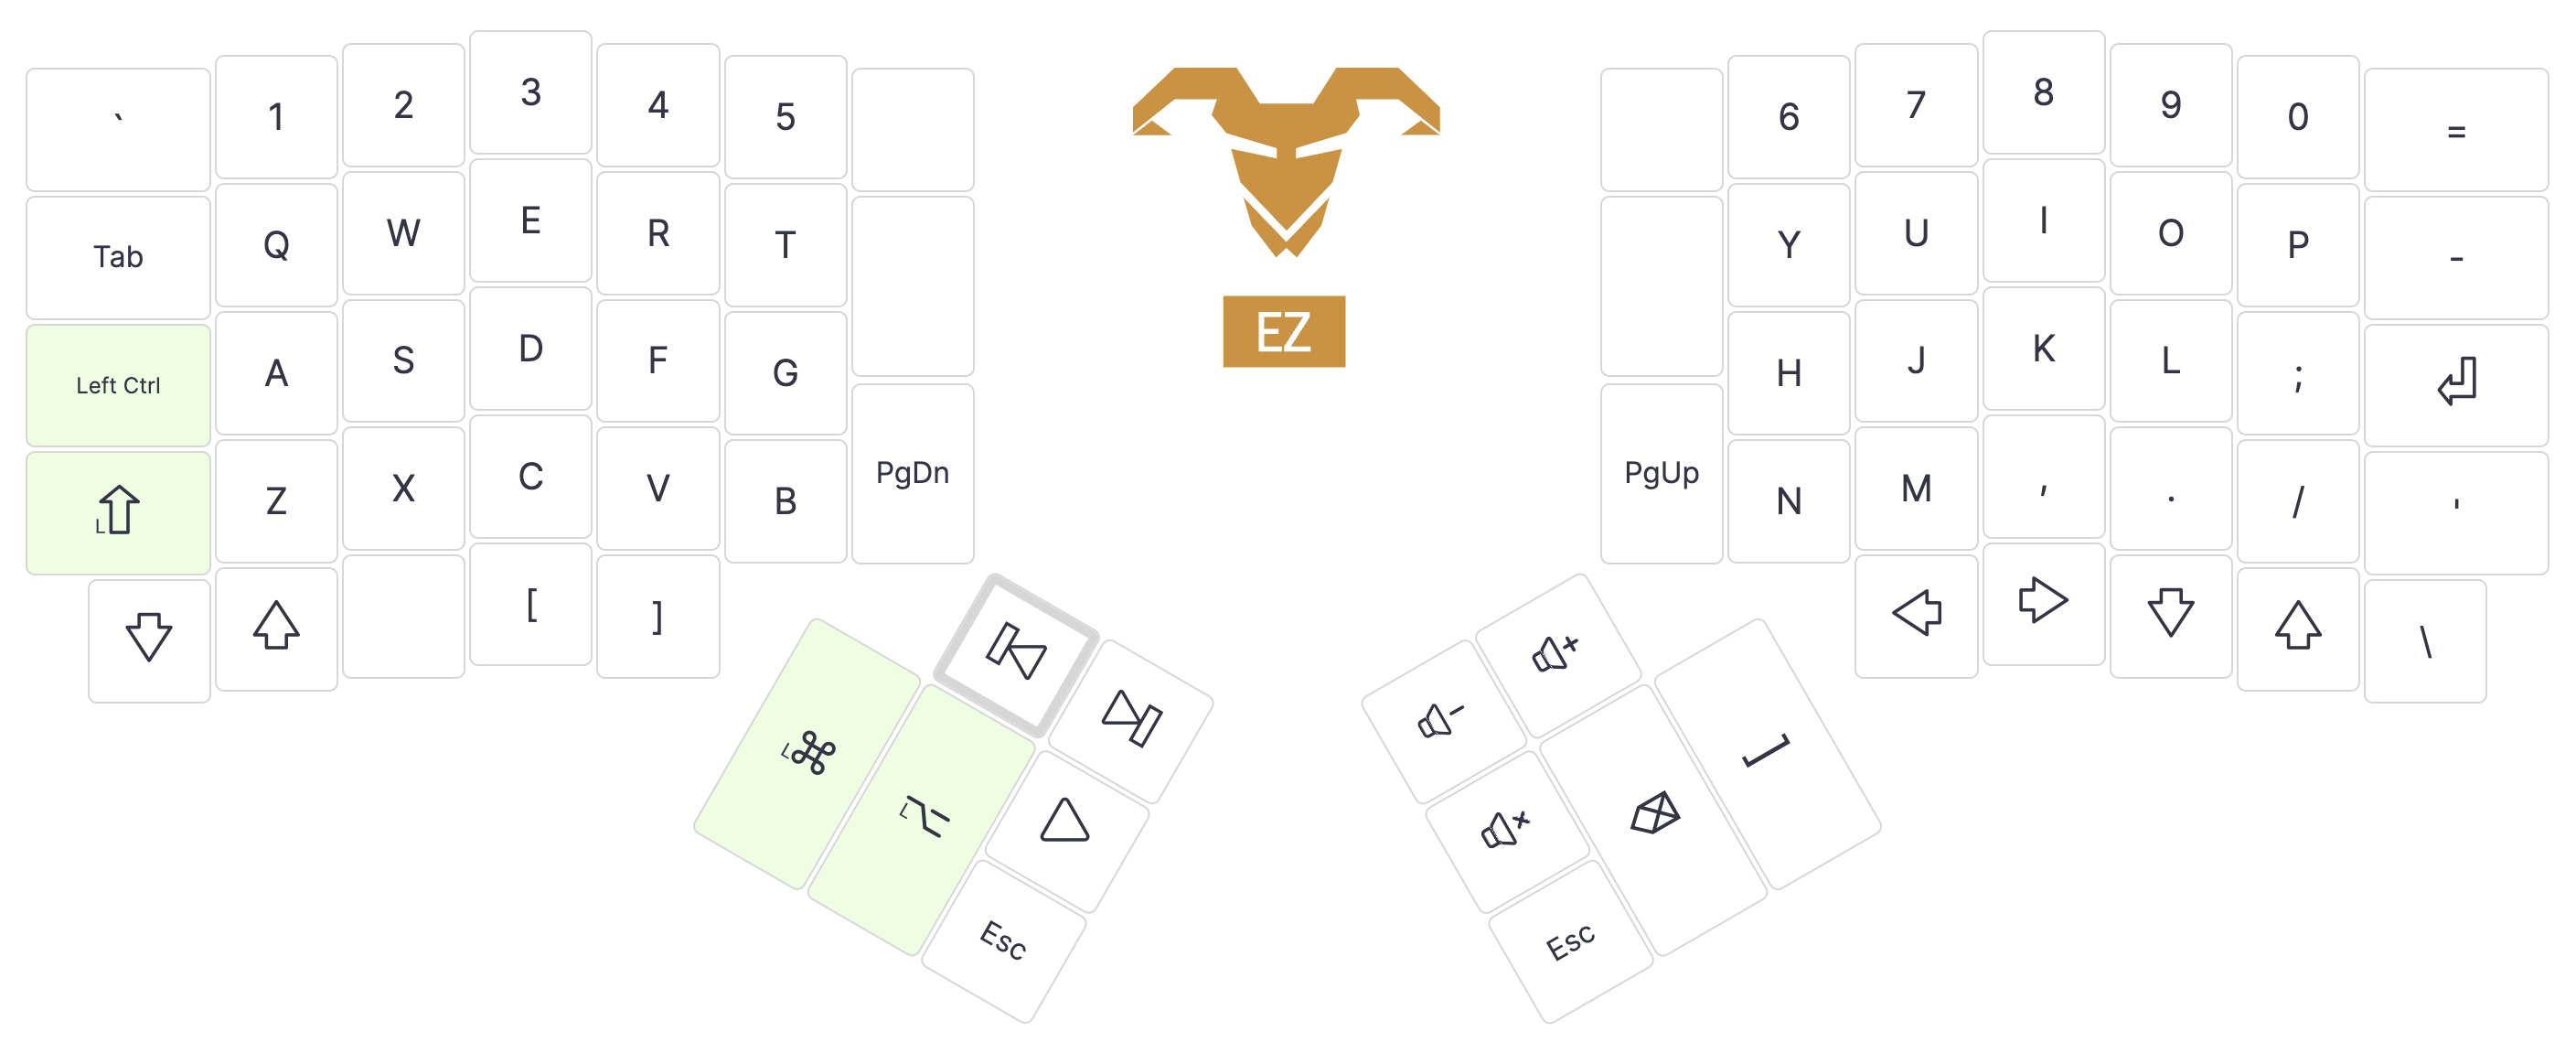 ` 1 2 3 4 5 6 7 8 9 0 =
Tab Q W E R T Y U I O P -
Left Ctrl A S D F G H J K L ;
L Z X C V B PgDn PgUp N M , . / '
[ ] \
L
L
Esc Esc
EZ